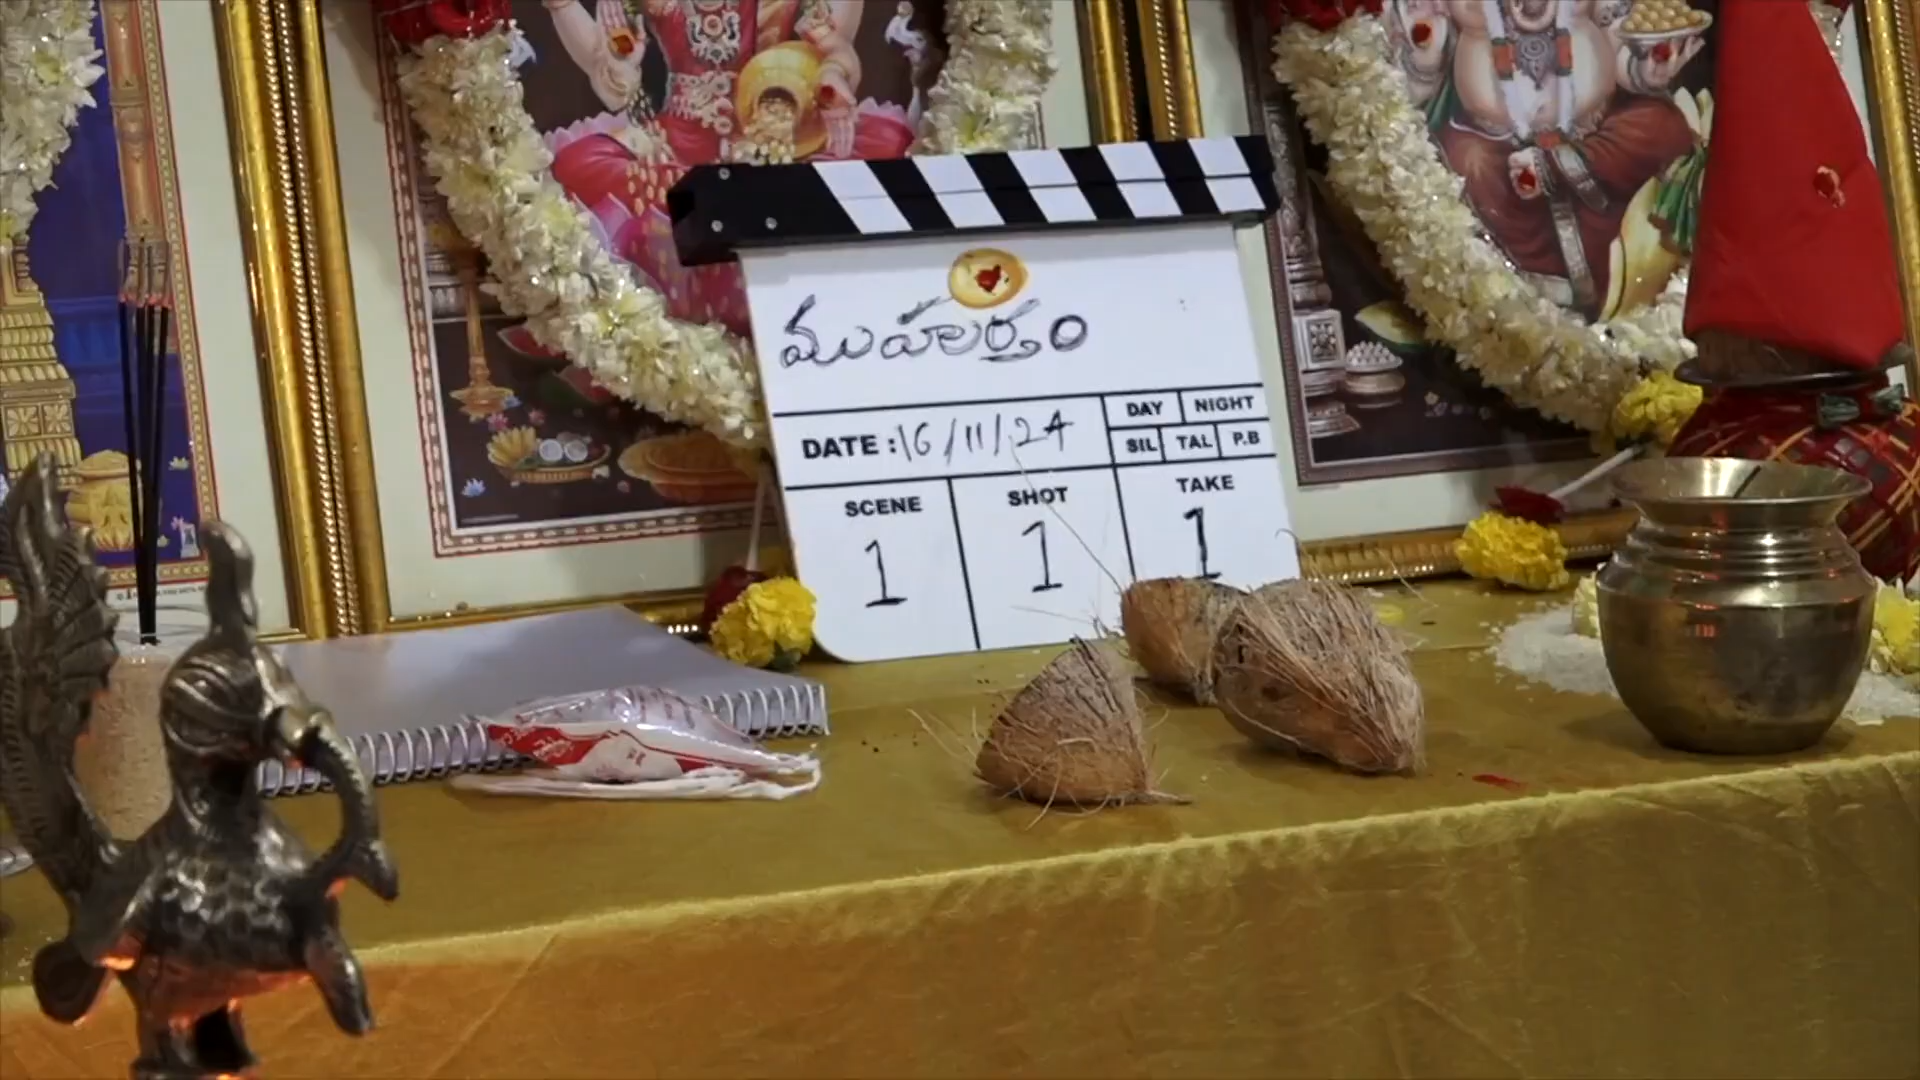 ముహూర్తం
DATE : 16/11/24
DAY NIGHT
SIL TAL P.B
SCENE SHOT TAKE
1 1 1